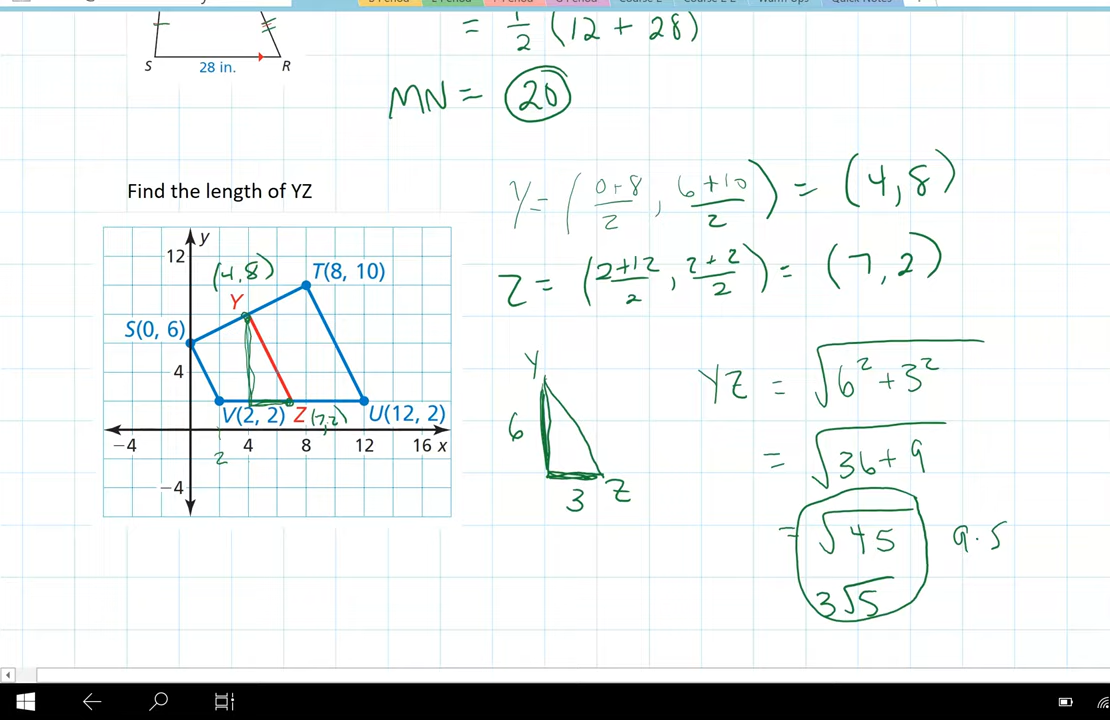 = 1/2 (12 + 28)
S 28 in. R
MN = 20
Find the length of YZ
Y = (0+8/2, 6+10/2) = (4,8)
Z = (2+12/2, 2+2/2) = (7,2)
y
12
(4,8)
T(8, 10)
Y
S(0, 6)
4
V(2, 2) Z (7,2) U(12, 2)
−4 4 8 12 16 x
2
−4
Y
6
3 Z
YZ = √6² + 3²
= √36 + 9
= √45 9·5
3√5